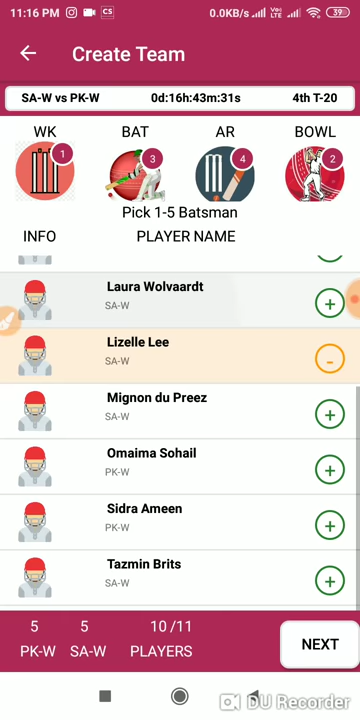 11:16 PM CS 0.0KB/s Vo) LTE 39
Create Team
SA-W vs PK-W 0d:16h:43m:31s 4th T-20
WK BAT AR BOWL
1 3 4 2
Pick 1-5 Batsman
INFO PLAYER NAME
Laura Wolvaardt
SA-W
+
Lizelle Lee
SA-W
-
Mignon du Preez
SA-W
+
Omaima Sohail
PK-W
+
Sidra Ameen
PK-W
+
Tazmin Brits
SA-W
+
5 5 10 /11
PK-W SA-W PLAYERS
NEXT
DU Recorder